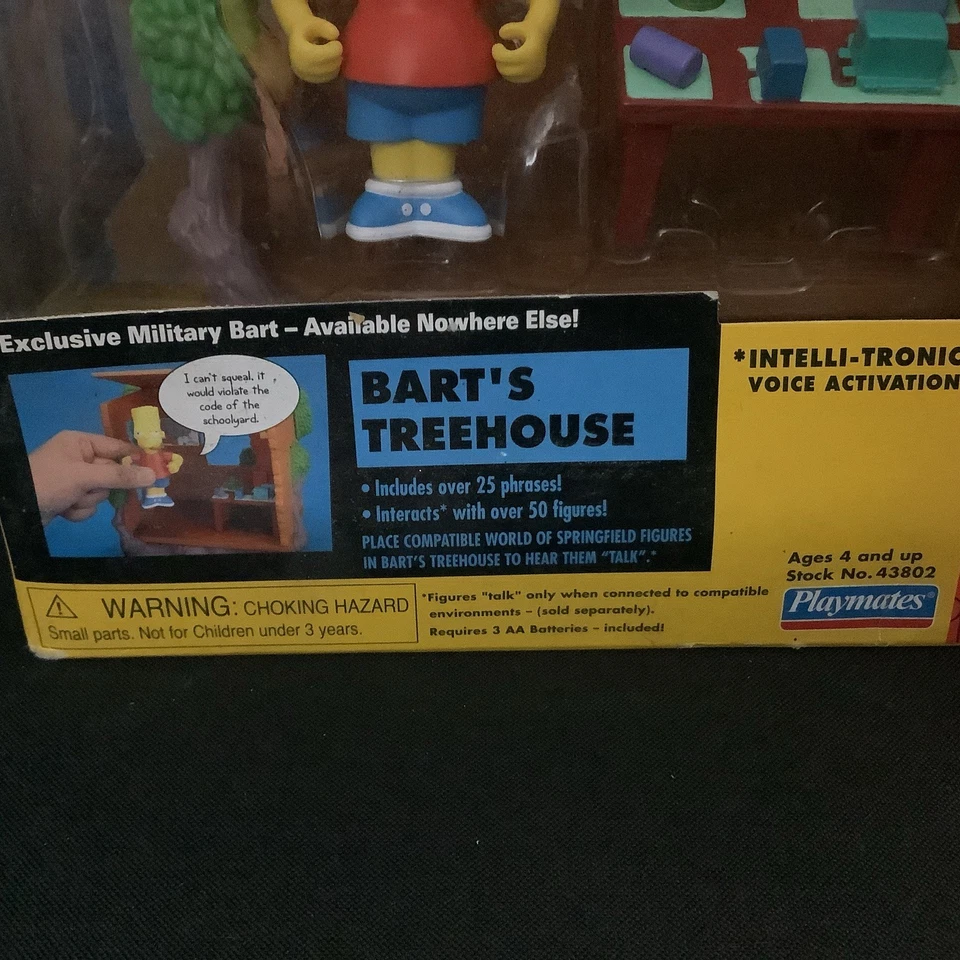 Exclusive Military Bart – Available Nowhere Else!
I can't squeal. it
would violate the
code of the
schoolyard.
BART'S
TREEHOUSE
• Includes over 25 phrases!
• Interacts* with over 50 figures!
PLACE COMPATIBLE WORLD OF SPRINGFIELD FIGURES
IN BART'S TREEHOUSE TO HEAR THEM "TALK".*
*INTELLI-TRONIC
VOICE ACTIVATION
Ages 4 and up
Stock No. 43802
Playmates®
WARNING: CHOKING HAZARD
Small parts. Not for Children under 3 years.
*Figures "talk" only when connected to compatible
environments – (sold separately).
Requires 3 AA Batteries – included!